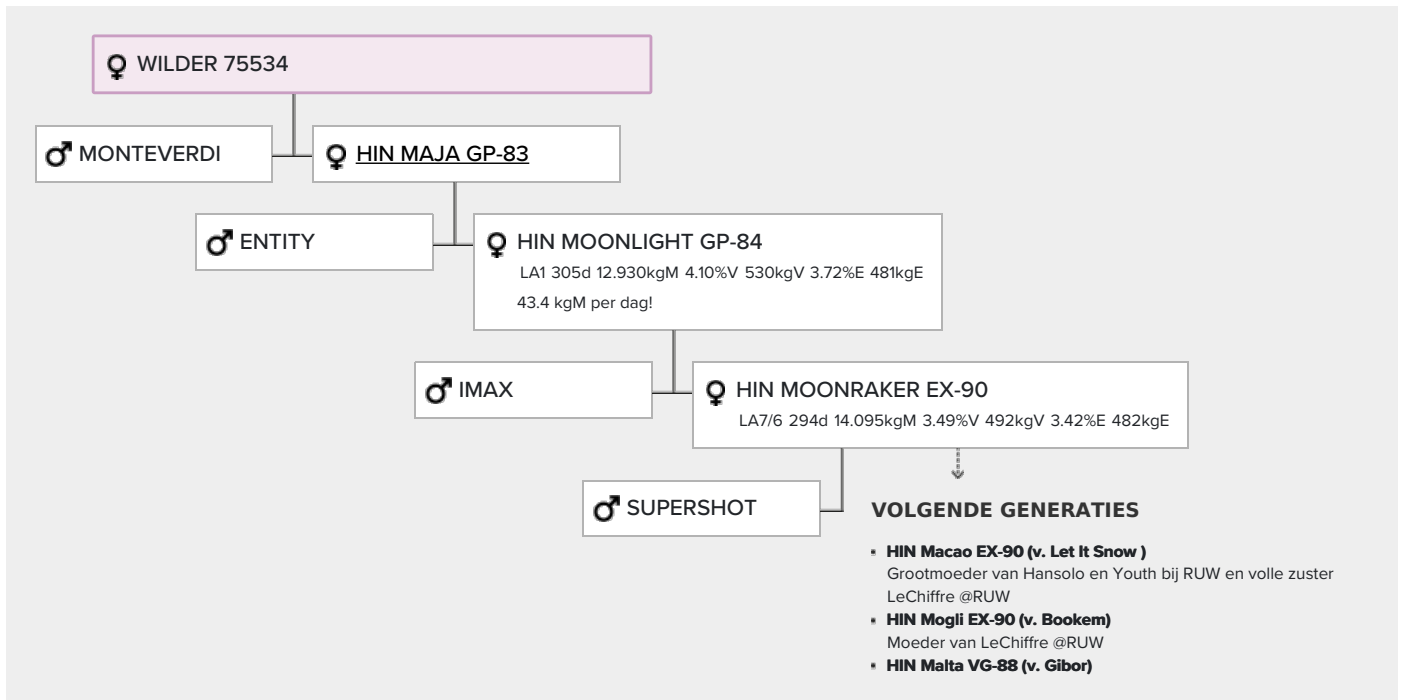 WILDER 75534
MONTEVERDI
HIN MAJA GP-83
ENTITY
HIN MOONLIGHT GP-84
LA1 305d 12.930kgM 4.10%V 530kgV 3.72%E 481kgE
43.4 kgM per dag!
IMAX
HIN MOONRAKER EX-90
LA7/6 294d 14.095kgM 3.49%V 492kgV 3.42%E 482kgE
SUPERSHOT
VOLGENDE GENERATIES
HIN Macao EX-90 (v. Let It Snow )
Grootmoeder van Hansolo en Youth bij RUW en volle zuster
LeChiffre @RUW
HIN Mogli EX-90 (v. Bookem)
Moeder van LeChiffre @RUW
HIN Malta VG-88 (v. Gibor)